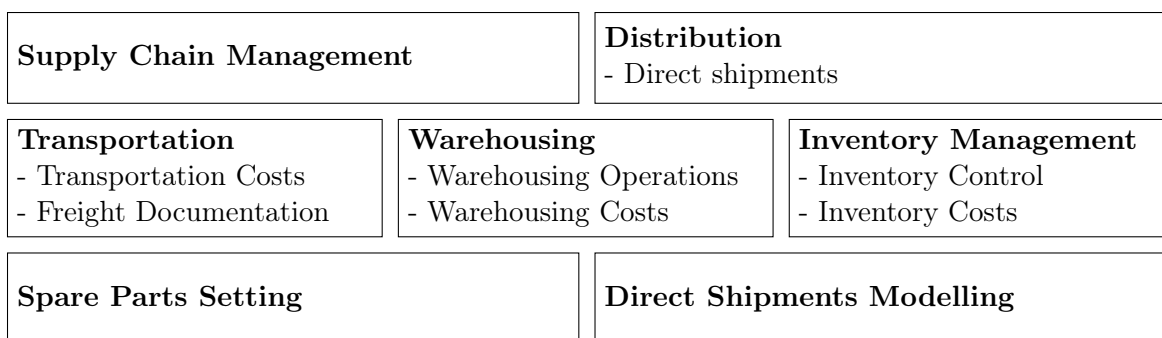 Supply Chain Management
Distribution
- Direct shipments
Transportation
- Transportation Costs
- Freight Documentation
Warehousing
- Warehousing Operations
- Warehousing Costs
Inventory Management
- Inventory Control
- Inventory Costs
Spare Parts Setting
Direct Shipments Modelling